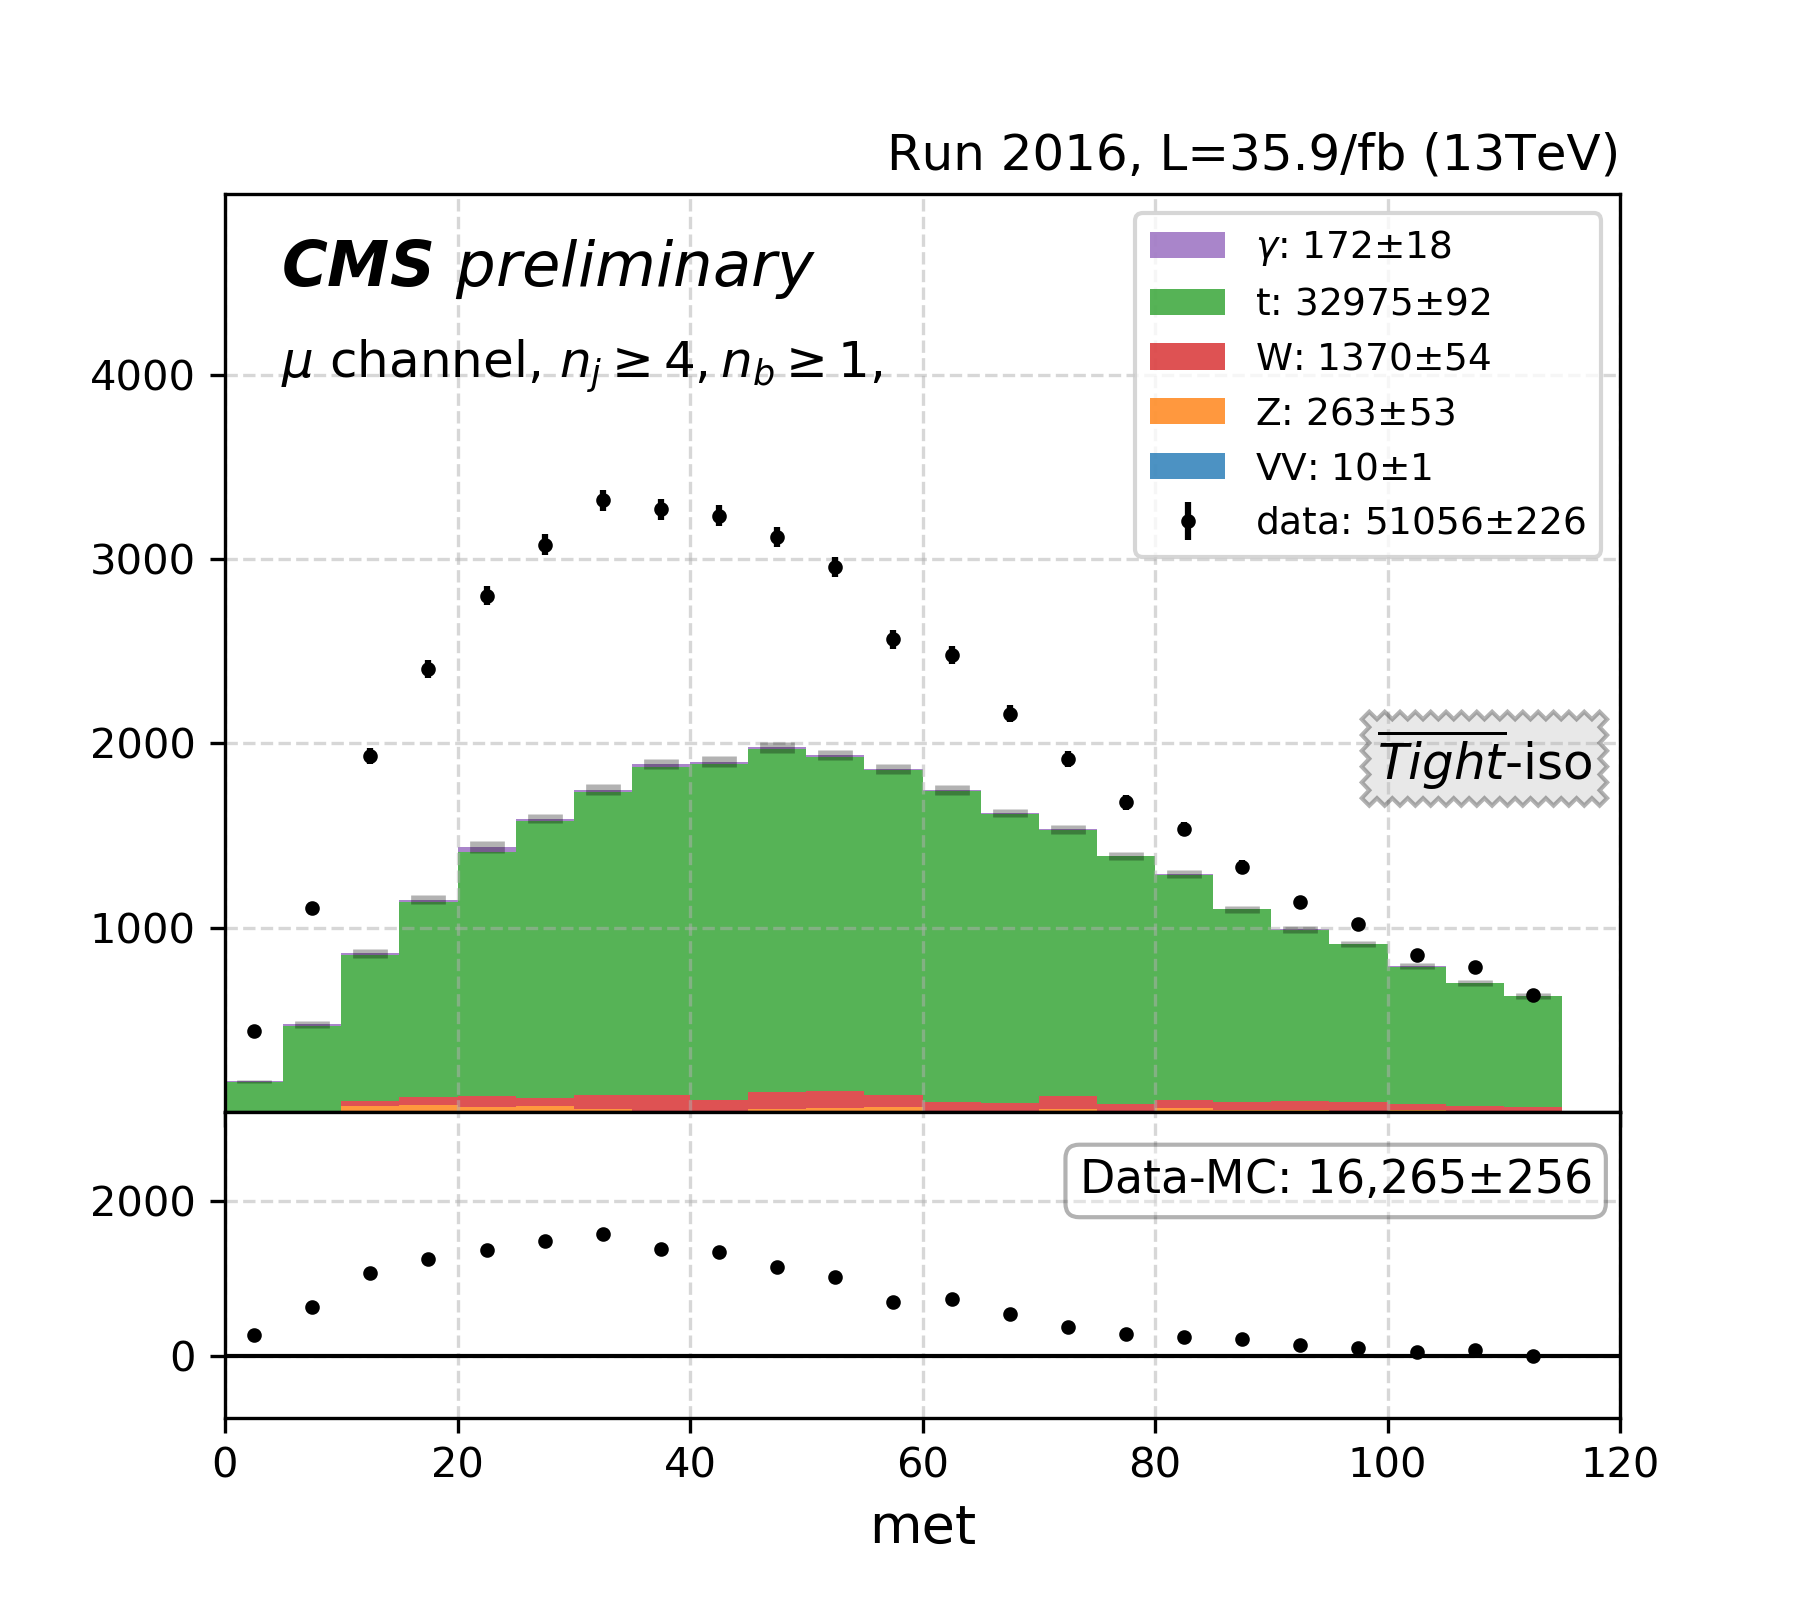 Run 2016, L=35.9/fb (13TeV)
CMS preliminary
μ channel, n_j ≥ 4, n_b ≥ 1,
γ: 172±18
t: 32975±92
W: 1370±54
Z: 263±53
VV: 10±1
data: 51056±226
4000
3000
2000
1000
T̅i̅g̅h̅t̅-iso
Data-MC: 16,265±256
2000
0
0 20 40 60 80 100 120
met